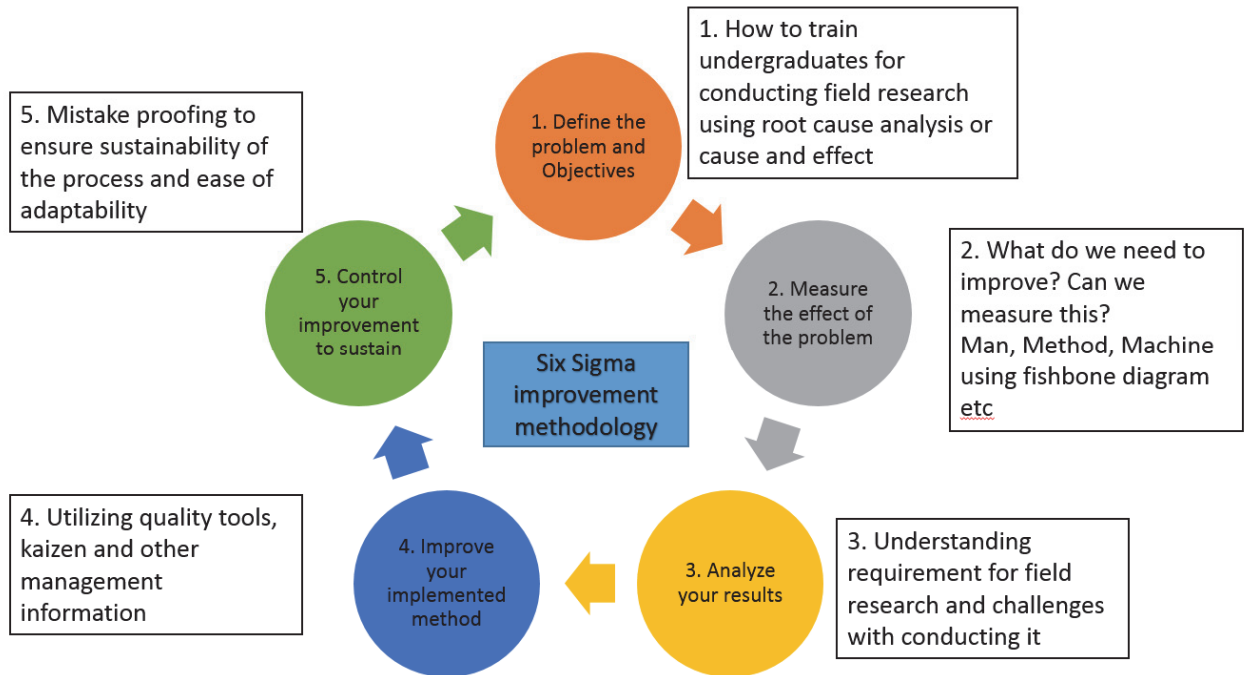 1. How to train
undergraduates for
conducting field research
using root cause analysis or
cause and effect
1. Define the
problem and
Objectives
5. Mistake proofing to
ensure sustainability of
the process and ease of
adaptability
2. What do we need to
improve? Can we
measure this?
Man, Method, Machine
using fishbone diagram
etc
2. Measure
the effect of
the problem
5. Control
your
improvement
to sustain
Six Sigma
improvement
methodology
4. Utilizing quality tools,
kaizen and other
management
information
4. Improve
your
implemented
method
3. Analyze
your results
3. Understanding
requirement for field
research and challenges
with conducting it